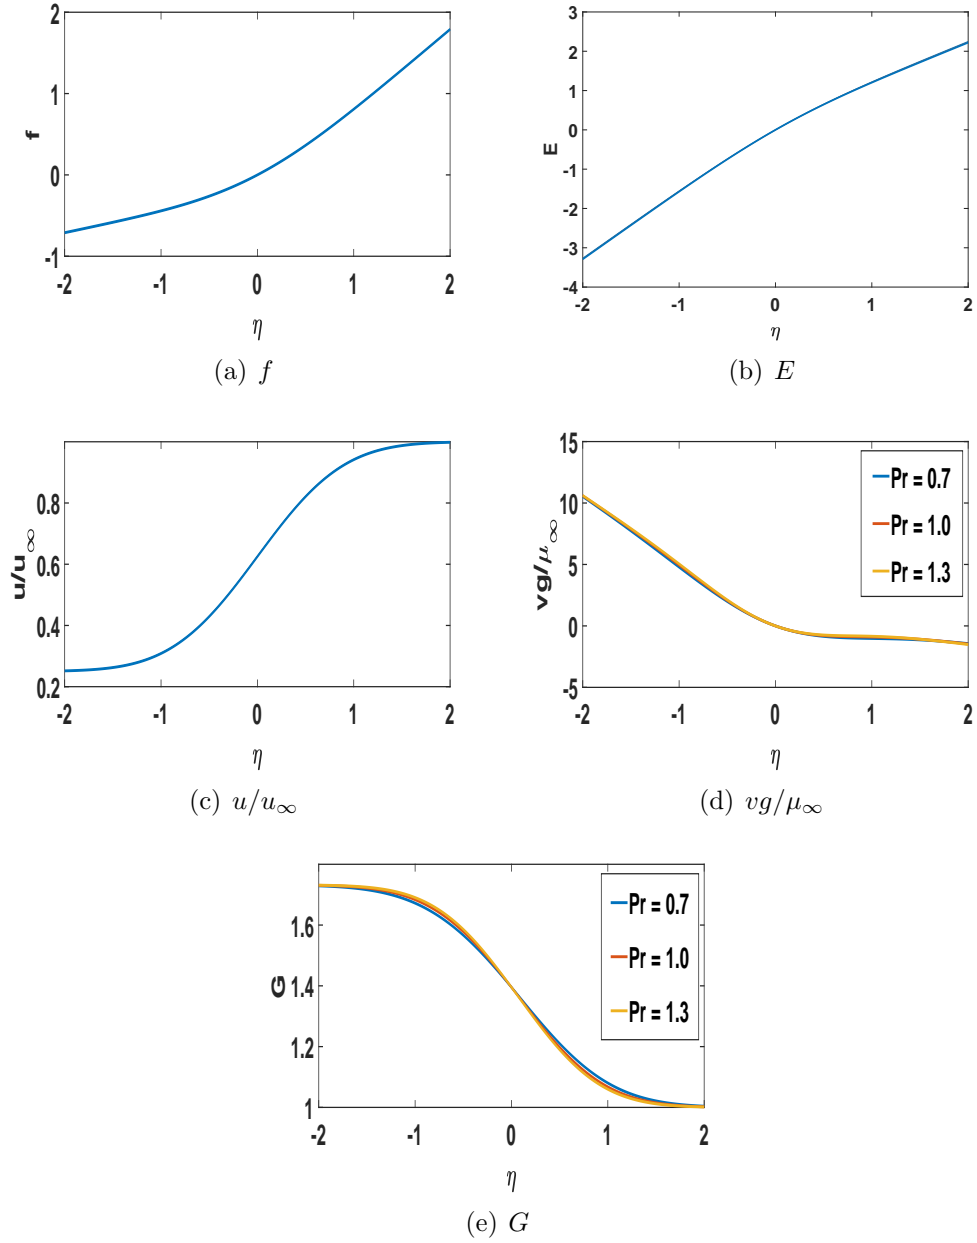 f
2
1
0
-1
-2 -1 0 1 2
η
(a) f
E
3
2
1
0
-1
-2
-3
-4
-2 -1 0 1 2
η
(b) E
u/u∞
0.8
0.6
0.4
0.2
-2 -1 0 1 2
η
(c) u/u∞
vg/μ∞
15
10
5
0
-5
-2 -1 0 1 2
η
Pr = 0.7
Pr = 1.0
Pr = 1.3
(d) vg/μ∞
G
1.6
1.4
1.2
1
-2 -1 0 1 2
η
Pr = 0.7
Pr = 1.0
Pr = 1.3
(e) G